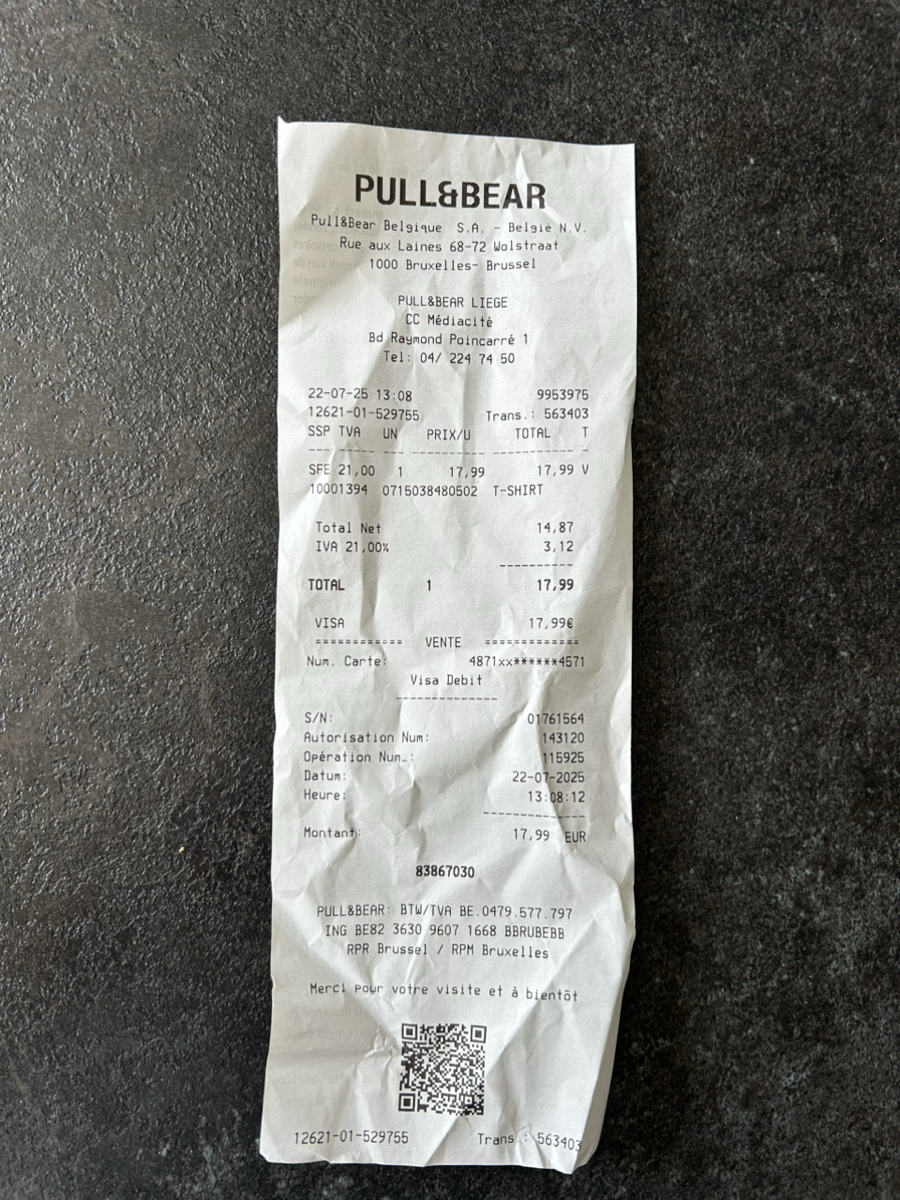 PULL&BEAR
Pull&Bear Belgique S.A. - België N.V.
Rue aux Laines 68-72 Wolstraat
1000 Bruxelles- Brussel
PULL&BEAR LIEGE
CC Médiacité
Bd Raymond Poincarré 1
Tel: 04/ 224 74 50
22-07-25 13:08 9953975
12621-01-529755 Trans.: 563403
SSP TVA UN PRIX/U TOTAL T
--- ----- --- ---------- ----------- -
SFE 21,00 1 17,99 17,99 V
10001394 0715038480502 T-SHIRT
Total Net 14,87
IVA 21,00% 3,12
----------
TOTAL 1 17,99
VISA 17,99€
============ VENTE =============
Num. Carte: 4871xx******4571
Visa Debit
--------------
S/N: 01761564
Autorisation Num: 143120
Opération Num.: 115925
Datum: 22-07-2025
Heure: 13:08:12
--------------
Montant: 17,99 EUR
83867030
PULL&BEAR: BTW/TVA BE.0479.577.797
ING BE82 3630 9607 1668 BBRUBEBB
RPR Brussel / RPM Bruxelles
Merci pour votre visite et à bientôt
12621-01-529755 Trans.: 563403